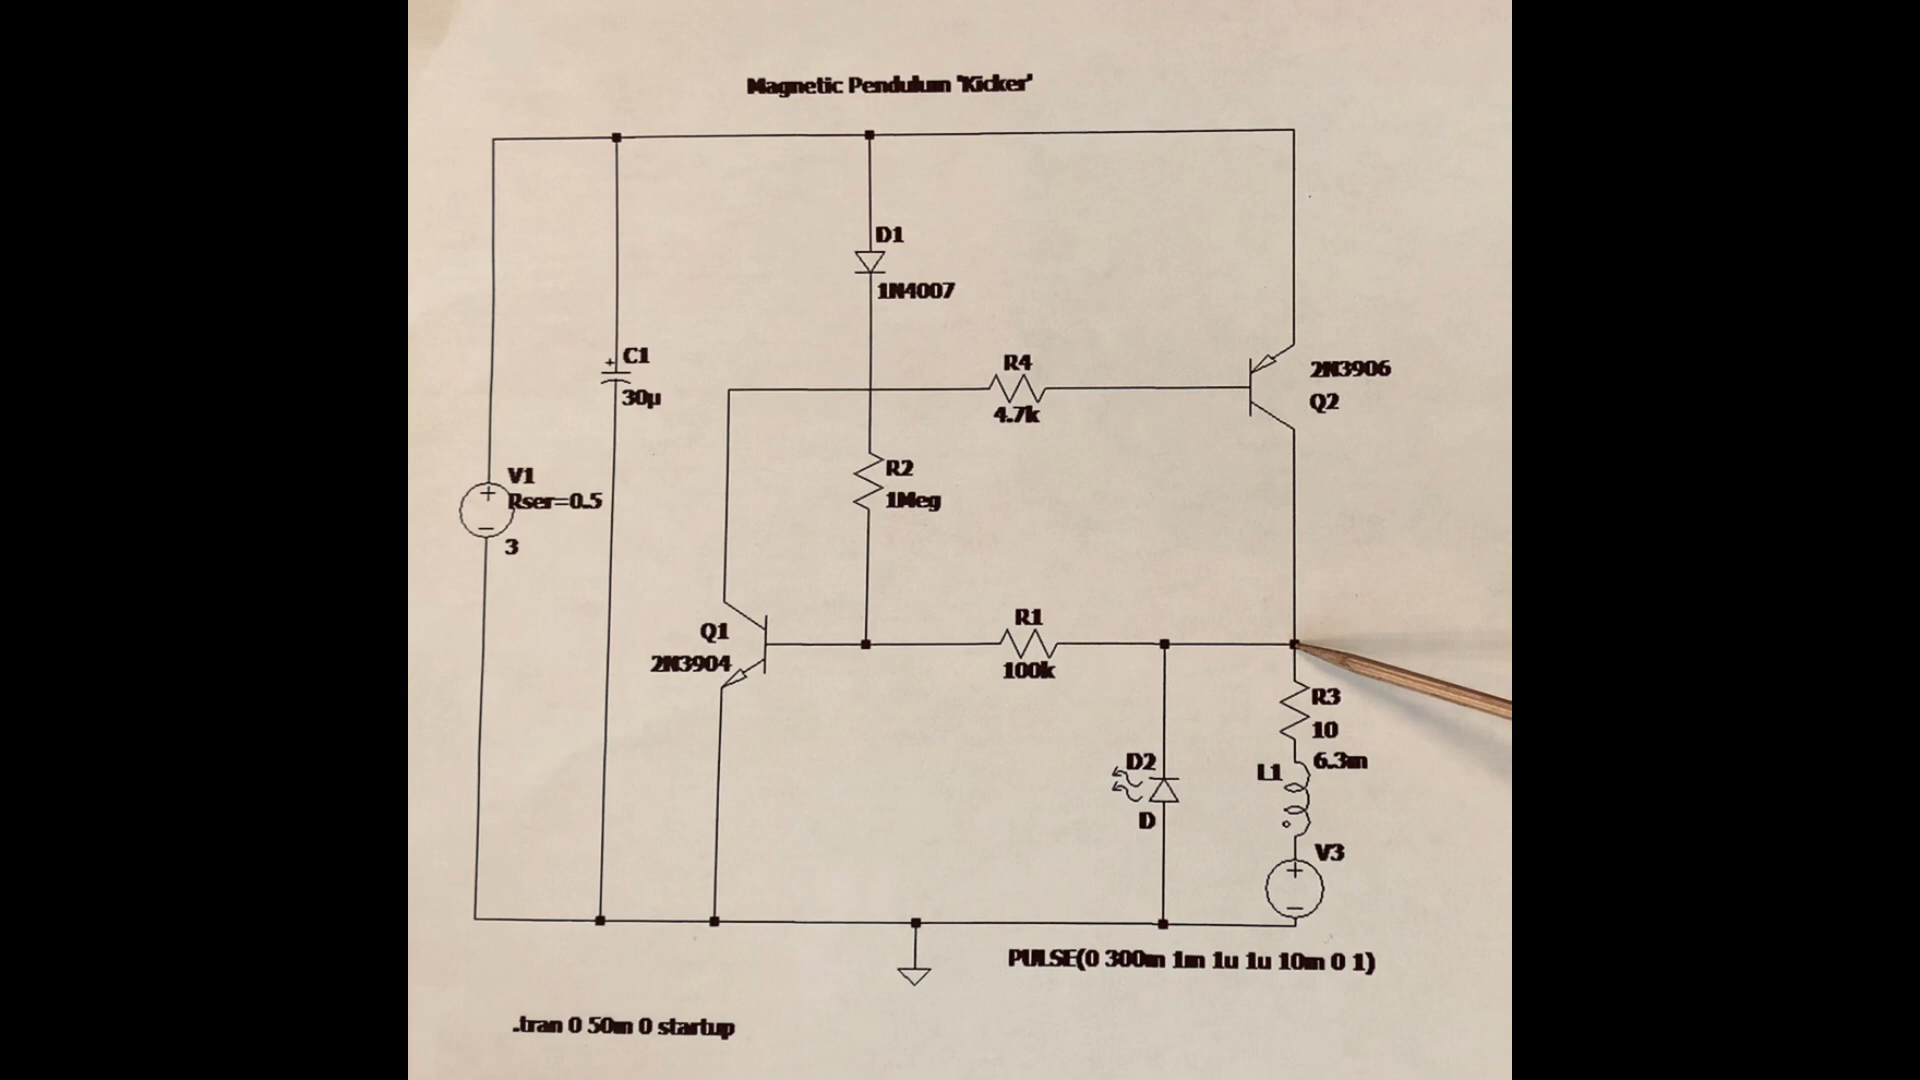 Magnetic Pendulum 'Kicker'
D1
1N4007
C1
30µ
R4
4.7k
2N3906
Q2
V1
Rser=0.5
3
R2
1Meg
Q1
2N3904
R1
100k
R3
10
6.3m
L1
D2
D
V3
PULSE(0 300m 1m 1u 1u 10m 0 1)
.tran 0 50m 0 startup